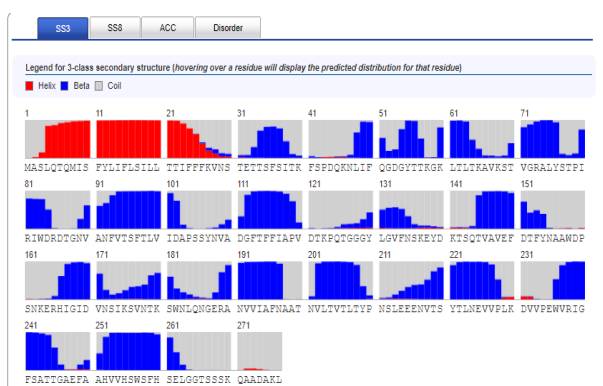 SS3 SS8 ACC Disorder
Legend for 3-class secondary structure (hovering over a residue will display the predicted distribution for that residue)
Helix Beta Coil
1 11 21 31 41 51 61 71
MASLQTQMIS FYLIFLSILL TTIFFFKVNS TETTSFSITK FSPDQKNLIF QGDGYTTKGK LTLTKAVKST VGRALYSTPI
81 91 101 111 121 131 141 151
RIWDRDTGNV ANFVTSFTLV IDAPSSYNVA DGFTFFIAPV DTKPQTGGGY LGVFNSKEYD KTSQTVAVEF DTFYNAAWDP
161 171 181 191 201 211 221 231
SNKERHIGID VNSIKSVNTK SWNLQNGERA NVVIAFNAAT NVLTVTLTYP NSLEEENVTS YTLNEVVPLK DVVPEWVRIG
241 251 261 271
FSATTGAEFA AHVVHSWSFH SELGGTSSSK QAADAKL